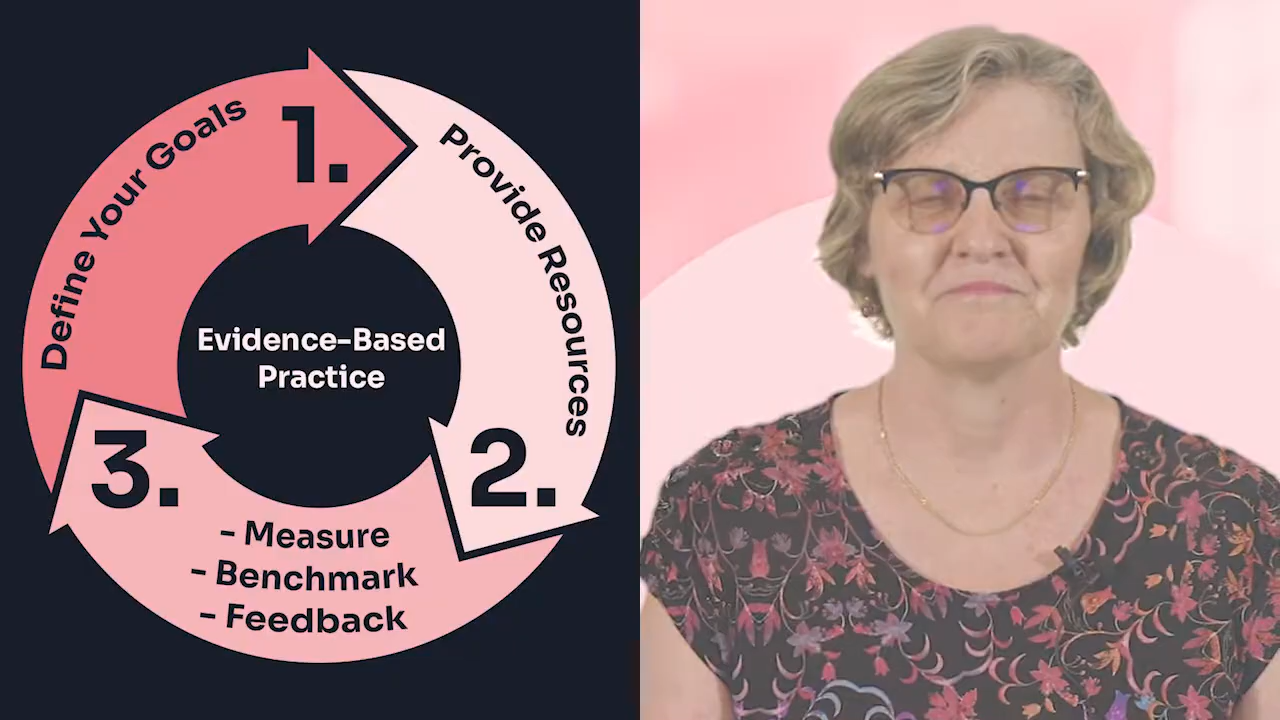 1.
Define Your Goals
Provide Resources
2.
3.
- Measure
- Benchmark
- Feedback
Evidence-Based
Practice